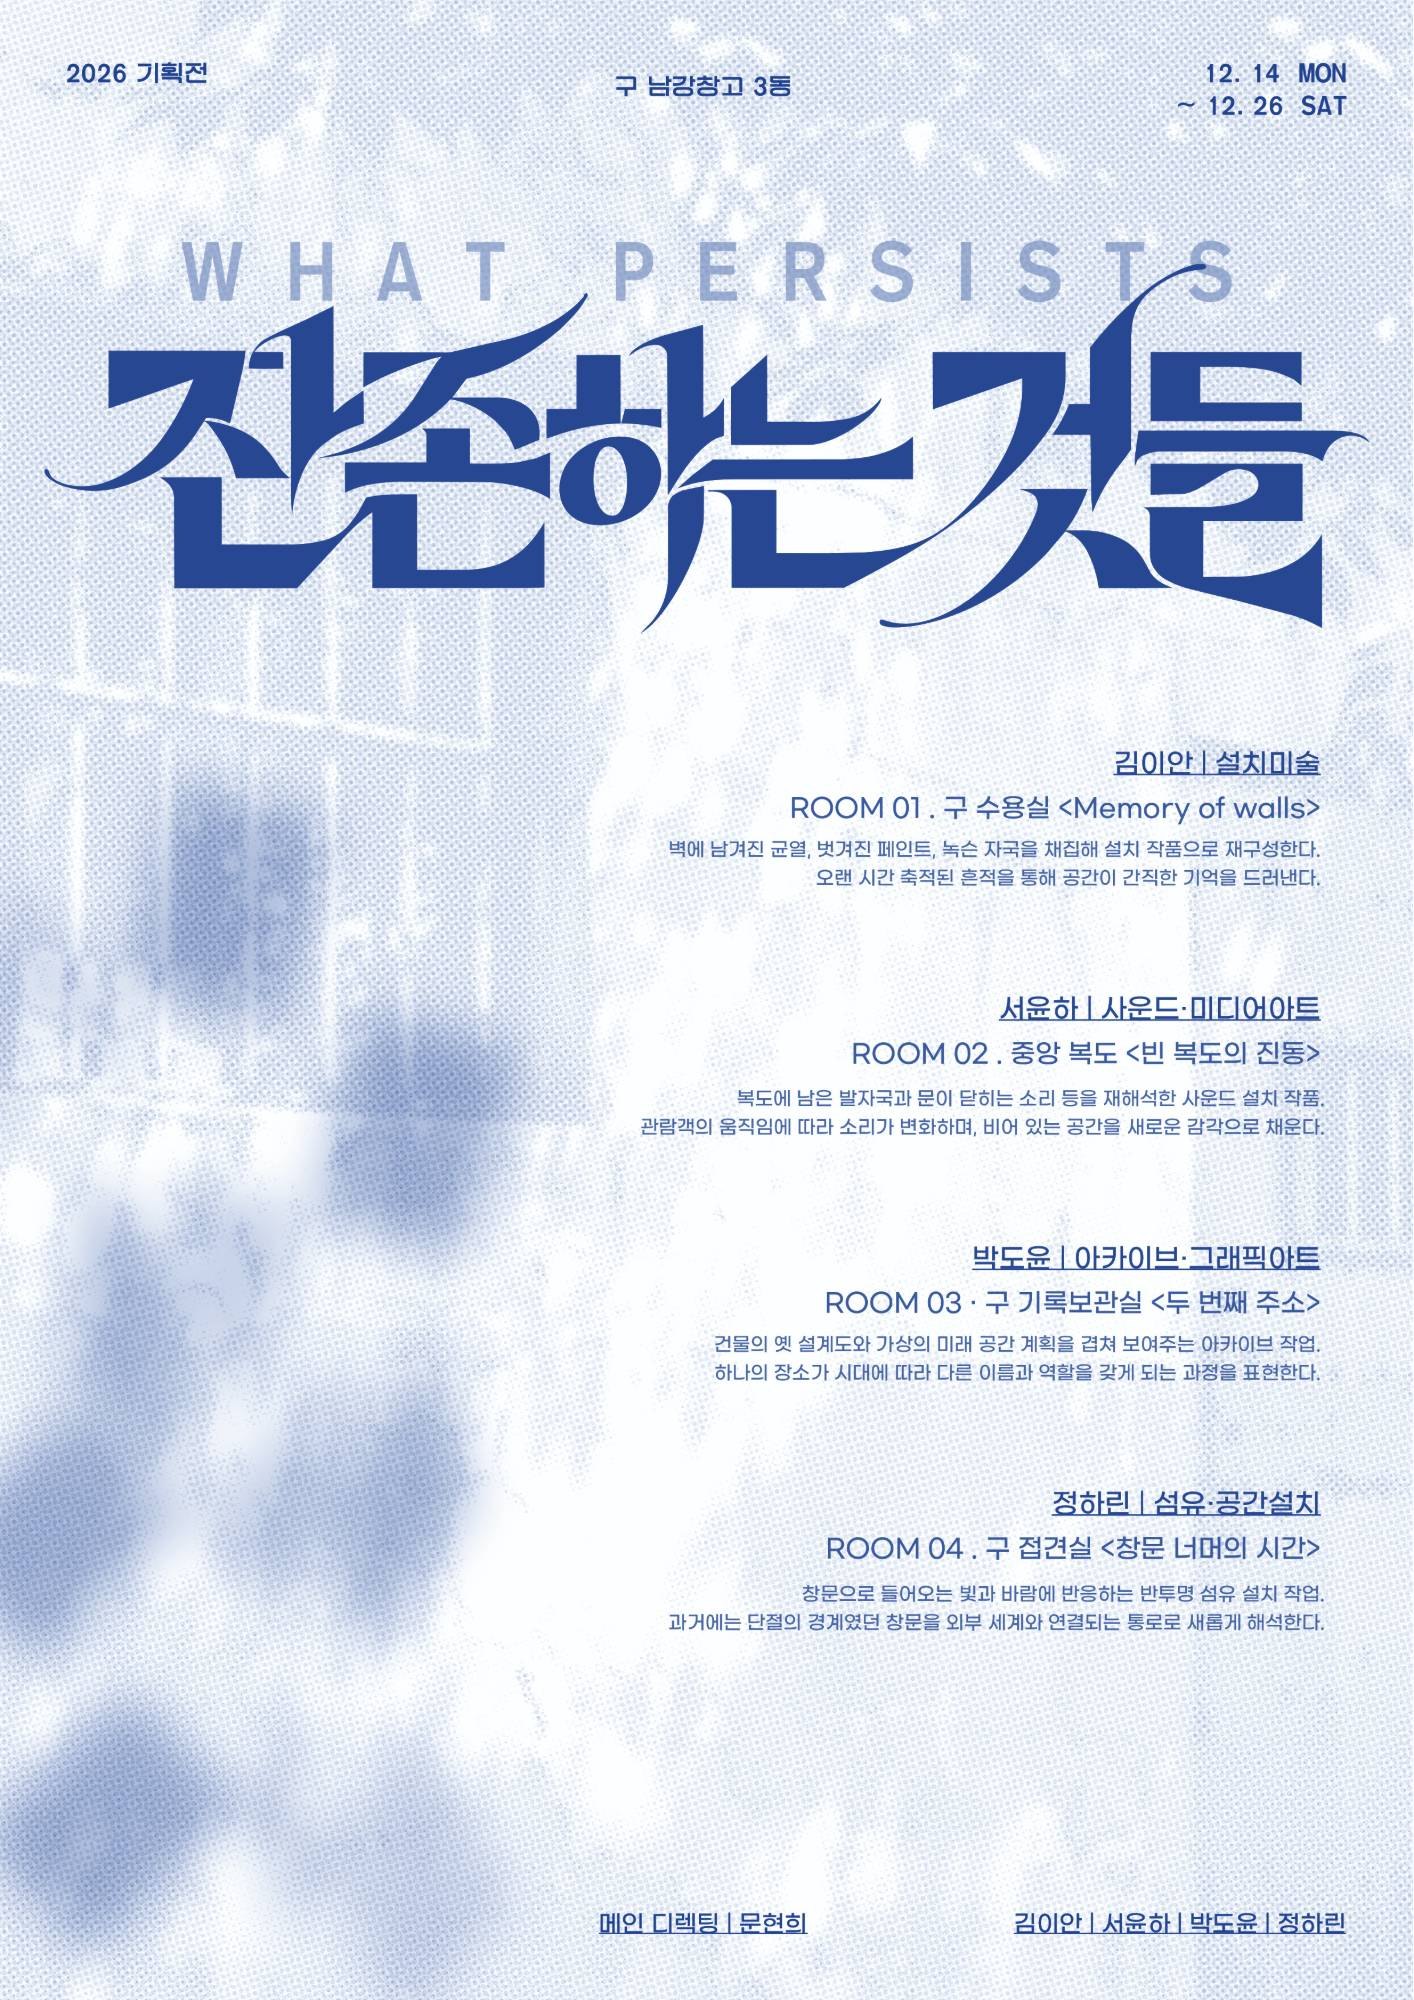 2026 기획전
구 남강창고 3동
12. 14 MON
~ 12. 26 SAT
WHAT PERSISTS
잔존하는 것들
김이안 | 설치미술
ROOM 01 . 구 수용실 <Memory of walls>
벽에 남겨진 균열, 벗겨진 페인트, 녹슨 자국을 채집해 설치 작품으로 재구성한다.
오랜 시간 축적된 흔적을 통해 공간이 간직한 기억을 드러낸다.
서윤하 | 사운드·미디어아트
ROOM 02 . 중앙 복도 <빈 복도의 진동>
복도에 남은 발자국과 문이 닫히는 소리 등을 재해석한 사운드 설치 작품.
관람객의 움직임에 따라 소리가 변화하며, 비어 있는 공간을 새로운 감각으로 채운다.
박도윤 | 아카이브·그래픽아트
ROOM 03 · 구 기록보관실 <두 번째 주소>
건물의 옛 설계도와 가상의 미래 공간 계획을 겹쳐 보여주는 아카이브 작업.
하나의 장소가 시대에 따라 다른 이름과 역할을 갖게 되는 과정을 표현한다.
정하린 | 섬유·공간설치
ROOM 04 . 구 접견실 <창문 너머의 시간>
창문으로 들어오는 빛과 바람에 반응하는 반투명 섬유 설치 작업.
과거에는 단절의 경계였던 창문을 외부 세계와 연결되는 통로로 새롭게 해석한다.
메인 디렉팅 | 문현희
김이안 | 서윤하 | 박도윤 | 정하린